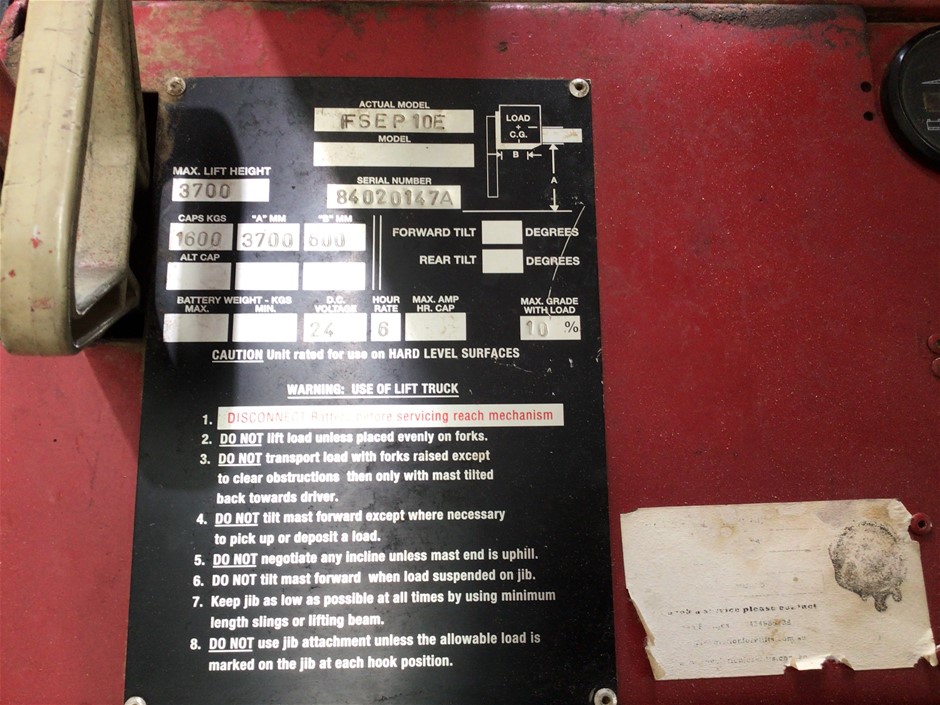 ACTUAL MODEL
FSEP 10E
MODEL
LOAD
C.G.
B
A
MAX. LIFT HEIGHT
3700
SERIAL NUMBER
84020147A
CAPS KGS "A" MM "B" MM
1600 3700 600
FORWARD TILT DEGREES
ALT CAP
REAR TILT DEGREES
BATTERY WEIGHT - KGS
MAX. MIN.
D.C. VOLTAGE
24
HOUR RATE
6
MAX. AMP HR. CAP
MAX. GRADE WITH LOAD
10 %
CAUTION Unit rated for use on HARD LEVEL SURFACES
WARNING: USE OF LIFT TRUCK
1. DISCONNECT Battery before servicing reach mechanism
2. DO NOT lift load unless placed evenly on forks.
3. DO NOT transport load with forks raised except
to clear obstructions then only with mast tilted
back towards driver.
4. DO NOT tilt mast forward except where necessary
to pick up or deposit a load.
5. DO NOT negotiate any incline unless mast end is uphill.
6. DO NOT tilt mast forward when load suspended on jib.
7. Keep jib as low as possible at all times by using minimum
length slings or lifting beam.
8. DO NOT use jib attachment unless the allowable load is
marked on the jib at each hook position.
please contact